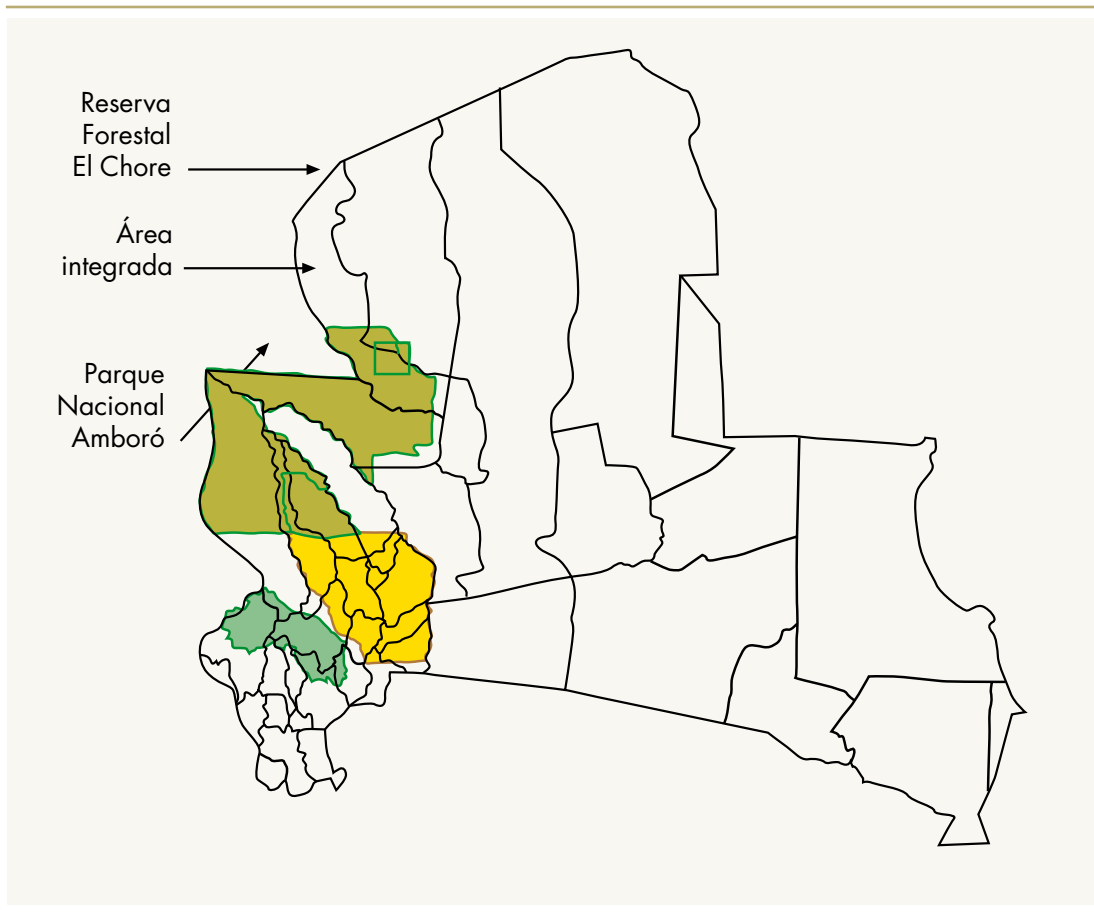 Reserva
Forestal
El Chore
Área
integrada
Parque
Nacional
Amboró